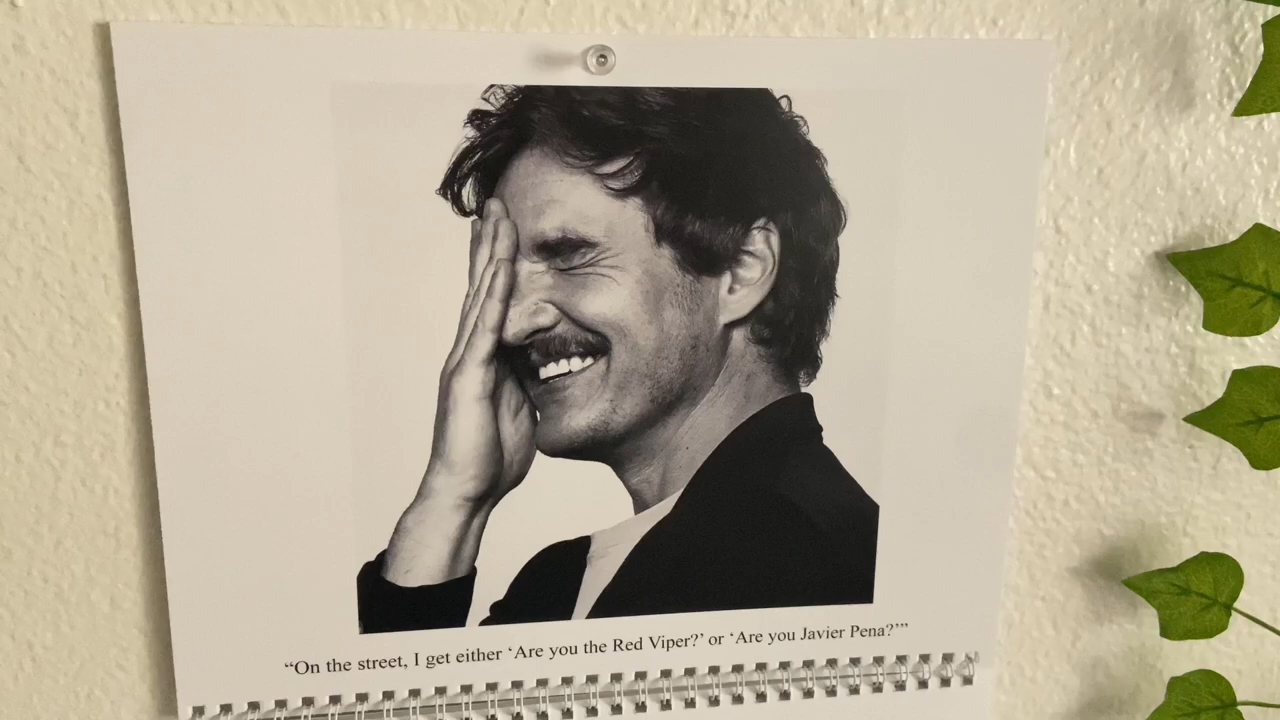 “On the street, I get either ‘Are you the Red Viper?’ or ‘Are you Javier Pena?’”